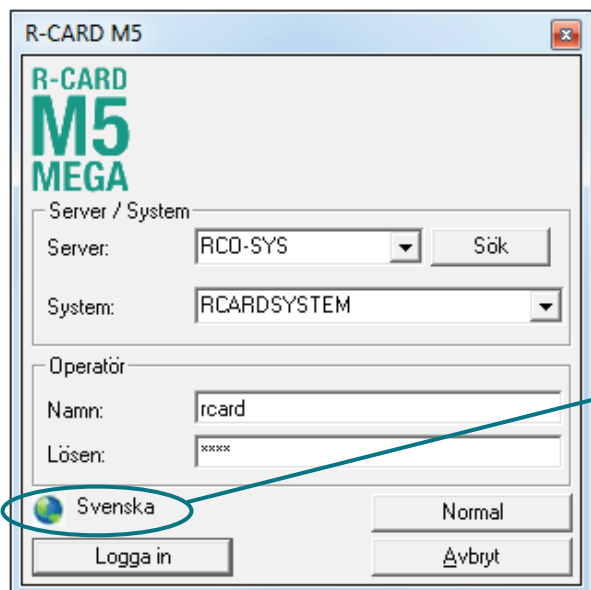 R-CARD M5
R-CARD
M5
MEGA
Server / System
Server: RCO-SYS Sök
System: RCARDSYSTEM
Operatör
Namn: rcard
Lösen: ****
Svenska Normal
Logga in Avbryt